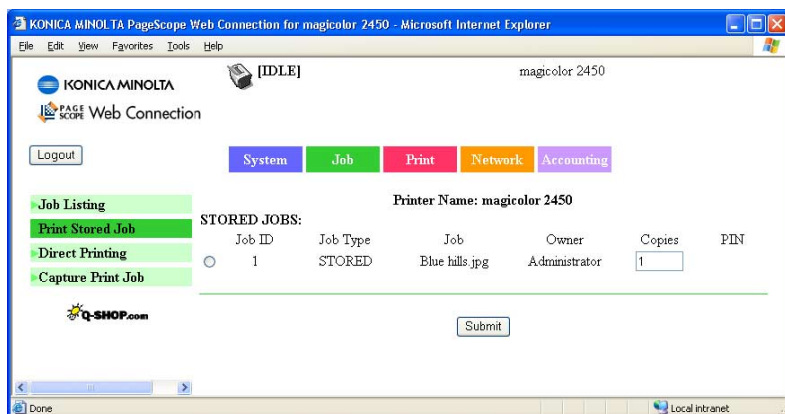 KONICA MINOLTA PageScope Web Connection for magicolor 2450 - Microsoft Internet Explorer
File Edit View Favorites Tools Help
[IDLE] magicolor 2450
KONICA MINOLTA
PAGE SCOPE Web Connection
Logout
System Job Print Network Accounting
Job Listing
Print Stored Job
Direct Printing
Capture Print Job
Q-SHOP.com
Printer Name: magicolor 2450
STORED JOBS:
Job ID Job Type Job Owner Copies PIN
1 STORED Blue hills.jpg Administrator 1
Submit
Done Local intranet